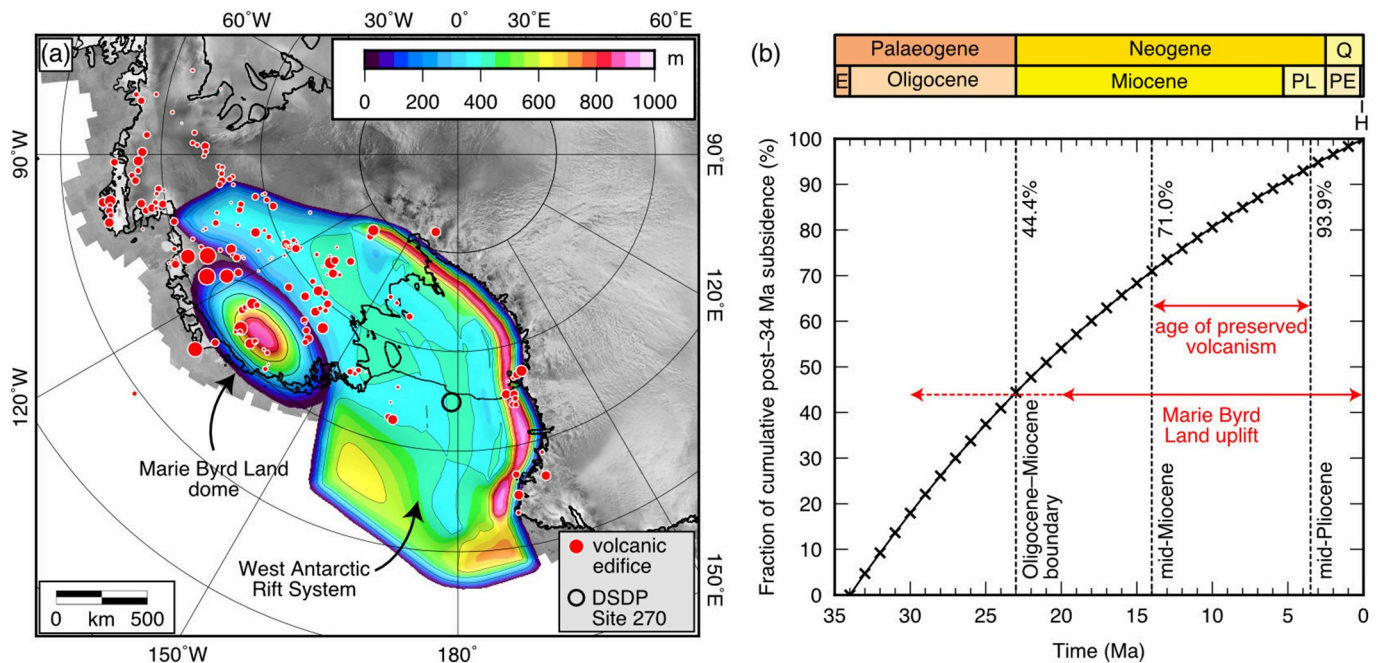 (a)
60˚W
30˚W
0˚
30˚E
60˚E
m
0
200
400
600
800
1000
90˚W
90˚E
120˚E
120˚W
150˚E
150˚W
180˚
Marie Byrd Land
dome
West Antarctic
Rift System
volcanic
edifice
DSDP
Site 270
0
km
500
(b)
Palaeogene
Neogene
Q
E
Oligocene
Miocene
PL
PE
H
Fraction of cumulative post–34 Ma subsidence (%)
100
90
80
70
60
50
40
30
20
10
0
44.4%
71.0%
93.9%
age of preserved
volcanism
Marie Byrd
Land uplift
Oligocene–Miocene
boundary
mid-Miocene
mid-Pliocene
35
30
25
20
15
10
5
0
Time (Ma)